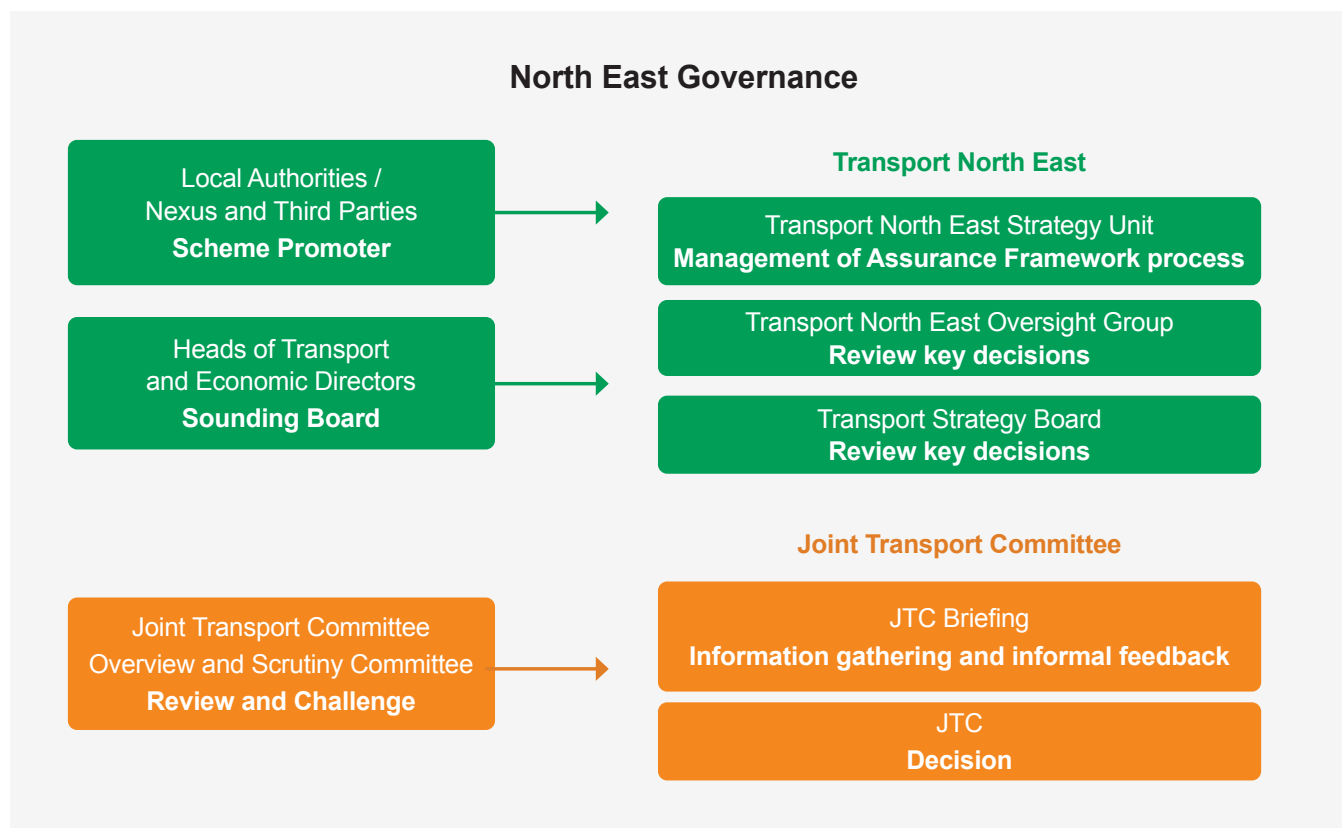 North East Governance
Local Authorities /
Nexus and Third Parties
Scheme Promoter
Heads of Transport
and Economic Directors
Sounding Board
Transport North East
Transport North East Strategy Unit
Management of Assurance Framework process
Transport North East Oversight Group
Review key decisions
Transport Strategy Board
Review key decisions
Joint Transport Committee
Overview and Scrutiny Committee
Review and Challenge
Joint Transport Committee
JTC Briefing
Information gathering and informal feedback
JTC
Decision